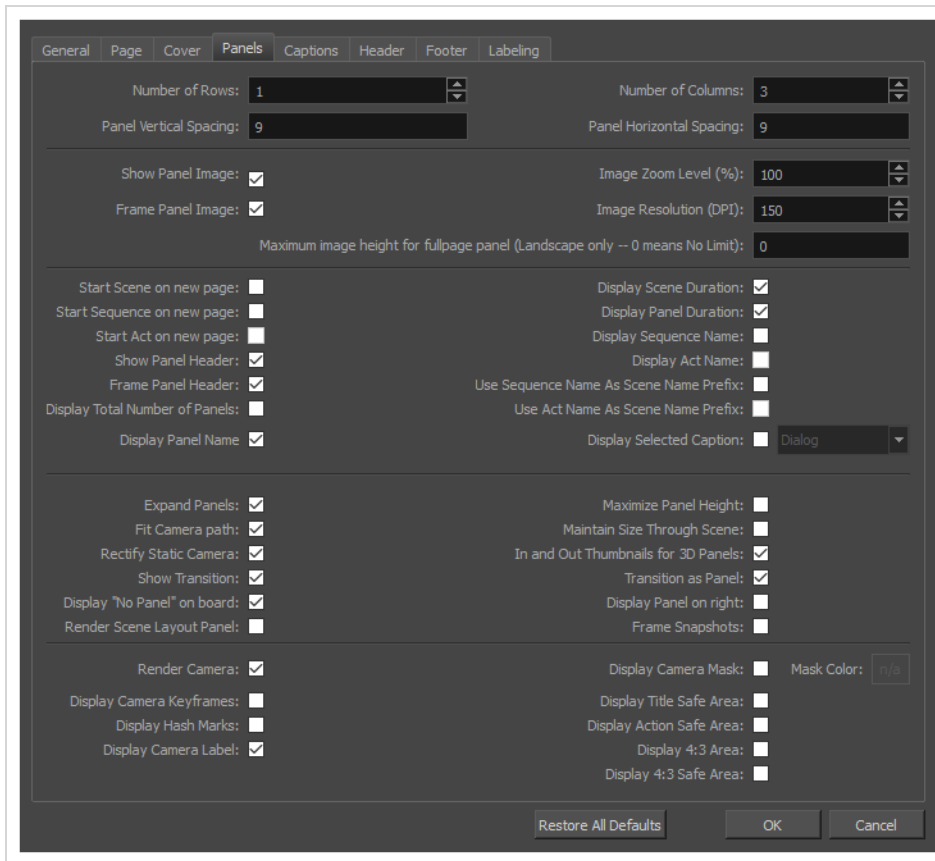 General Page Cover Panels Captions Header Footer Labeling
Number of Rows: 1 Number of Columns: 3
Panel Vertical Spacing: 9 Panel Horizontal Spacing: 9
Show Panel Image: Image Zoom Level (%): 100
Frame Panel Image: Image Resolution (DPI): 150
Maximum image height for fullpage panel (Landscape only -- 0 means No Limit): 0
Start Scene on new page: Display Scene Duration:
Start Sequence on new page: Display Panel Duration:
Start Act on new page: Display Sequence Name:
Show Panel Header: Display Act Name:
Frame Panel Header: Use Sequence Name As Scene Name Prefix:
Display Total Number of Panels: Use Act Name As Scene Name Prefix:
Display Panel Name Display Selected Caption: Dialog
Expand Panels: Maximize Panel Height:
Fit Camera path: Maintain Size Through Scene:
Rectify Static Camera: In and Out Thumbnails for 3D Panels:
Show Transition: Transition as Panel:
Display "No Panel" on board: Display Panel on right:
Render Scene Layout Panel: Frame Snapshots:
Render Camera: Display Camera Mask: Mask Color: n/a
Display Camera Keyframes: Display Title Safe Area:
Display Hash Marks: Display Action Safe Area:
Display Camera Label: Display 4:3 Area:
Display 4:3 Safe Area:
Restore All Defaults OK Cancel